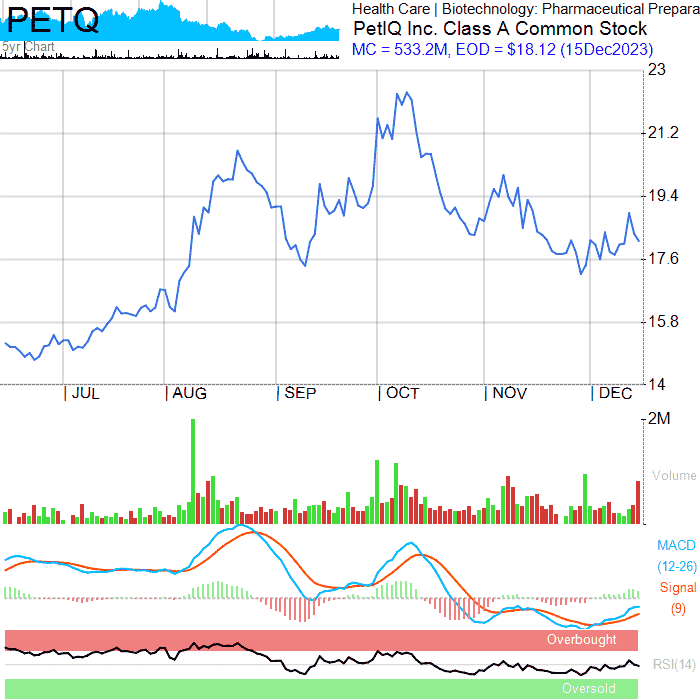 PETQ
5yr Chart
Health Care | Biotechnology: Pharmaceutical Prepara
PetIQ Inc. Class A Common Stock
MC = 533.2M, EOD = $18.12 (15Dec2023)
23
21.2
19.4
17.6
15.8
14
| JUL | AUG | SEP | OCT | NOV | DEC
2M
Volume
MACD
(12-26)
Signal
(9)
Overbought
RSI(14)
Oversold